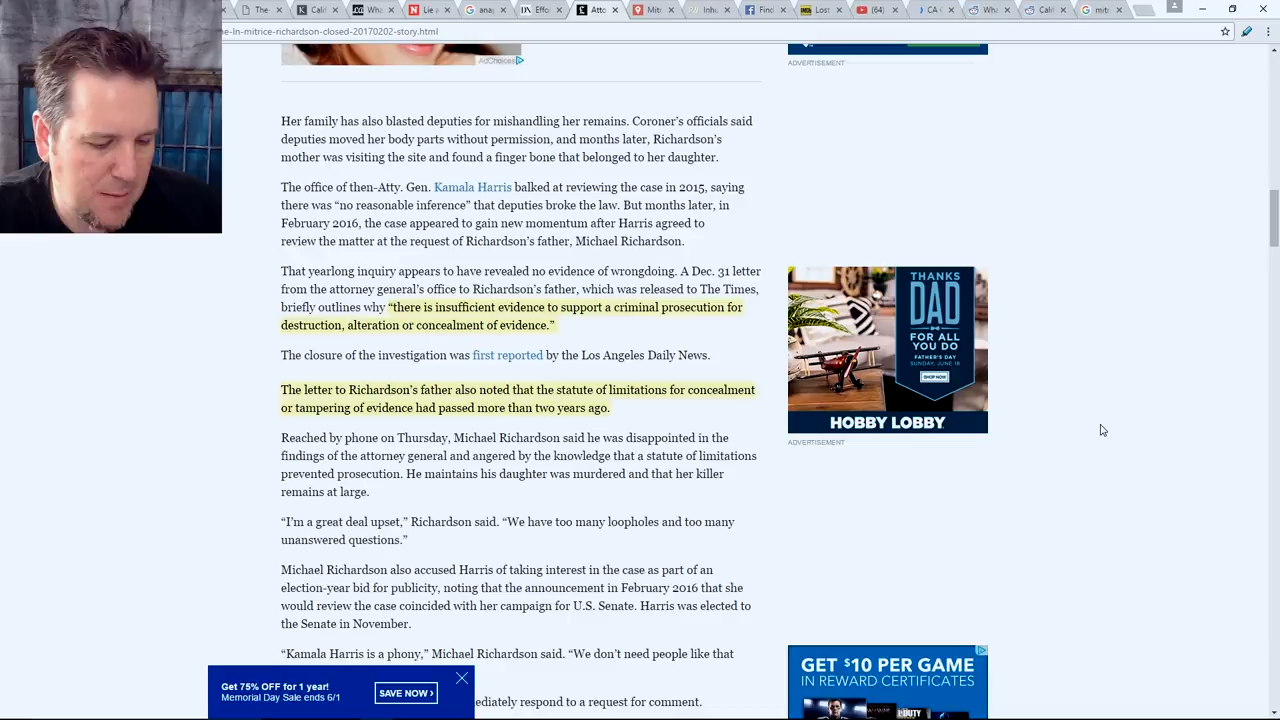 Effo
Atto
Mitri
Goo
Find
e-ln-mitrice-richardson-closed-20170202-story.html
AdChoices
ADVERTISEMENT
Her family has also blasted deputies for mishandling her remains. Coroner's officials said
deputies moved her body parts without permission, and months later, Richardson's
mother was visiting the site and found a finger bone that belonged to her daughter.
The office of then-Atty. Gen. Kamala Harris balked at reviewing the case in 2015, saying
there was “no reasonable inference” that deputies broke the law. But months later, in
February 2016, the case appeared to gain new momentum after Harris agreed to
review the matter at the request of Richardson's father, Michael Richardson.
That yearlong inquiry appears to have revealed no evidence of wrongdoing. A Dec. 31 letter
from the attorney general's office to Richardson's father, which was released to The Times,
briefly outlines why “there is insufficient evidence to support a criminal prosecution for
destruction, alteration or concealment of evidence.”
The closure of the investigation was first reported by the Los Angeles Daily News.
The letter to Richardson's father also noted that the statute of limitations for concealment
or tampering of evidence had passed more than two years ago.
Reached by phone on Thursday, Michael Richardson said he was disappointed in the
findings of the attorney general and angered by the knowledge that a statute of limitations
prevented prosecution. He maintains his daughter was murdered and that her killer
remains at large.
“I'm a great deal upset,” Richardson said. “We have too many loopholes and too many
unanswered questions.”
Michael Richardson also accused Harris of taking interest in the case as part of an
election-year bid for publicity, noting that the announcement in February 2016 that she
would review the case coincided with her campaign for U.S. Senate. Harris was elected to
the Senate in November.
“Kamala Harris is a phony,” Michael Richardson said. “We don't need people like that
ediately respond to a request for comment.
Get 75% OFF for 1 year!
Memorial Day Sale ends 6/1
SAVE NOW ›
THANKS
DAD
FOR ALL
YOU DO
FATHER'S DAY
SUNDAY, JUNE 18
SHOP NOW
HOBBY LOBBY
ADVERTISEMENT
GET $10 PER GAME
IN REWARD CERTIFICATES
DUTY